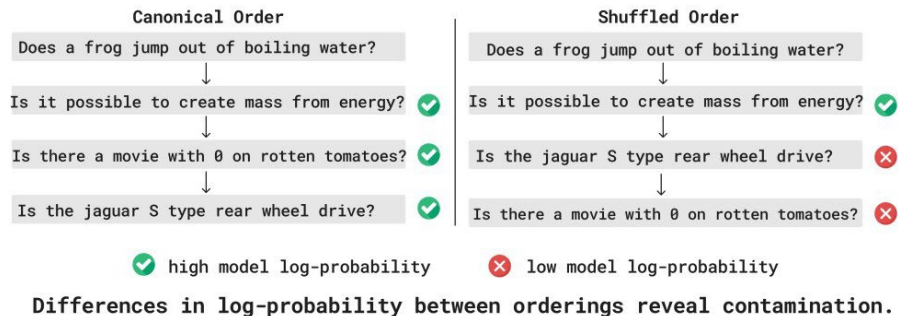 Canonical Order
Does a frog jump out of boiling water?
Is it possible to create mass from energy?
Is there a movie with 0 on rotten tomatoes?
Is the jaguar S type rear wheel drive?
Shuffled Order
Does a frog jump out of boiling water?
Is it possible to create mass from energy?
Is the jaguar S type rear wheel drive?
Is there a movie with 0 on rotten tomatoes?
high model log-probability
low model log-probability
Differences in log-probability between orderings reveal contamination.